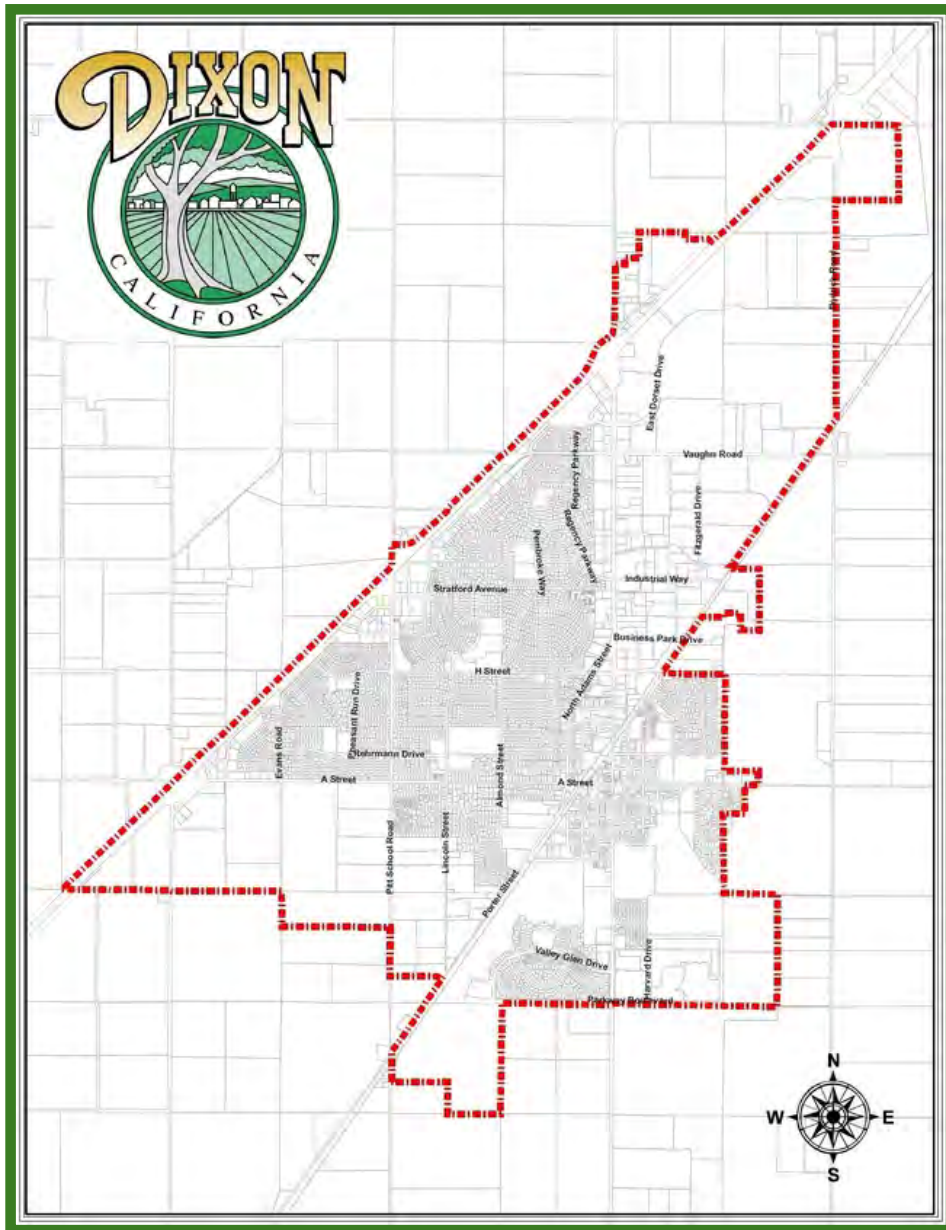 DIXON
CALIFORNIA
East Dorset Drive
Regency Parkway
Vaughn Road
Fitzgerald Drive
Regency Parkway
Pembroke Way
Industrial Way
Stratford Avenue
Business Park Drive
North Adams Street
H Street
Pheasant Run Drive
Evans Road
Rehrmann Drive
Almond Street
A Street
A Street
Pitt School Road
Lincoln Street
Porter Street
Valley Glen Drive
Harvard Drive
Parkway Boulevard
N
W
E
S